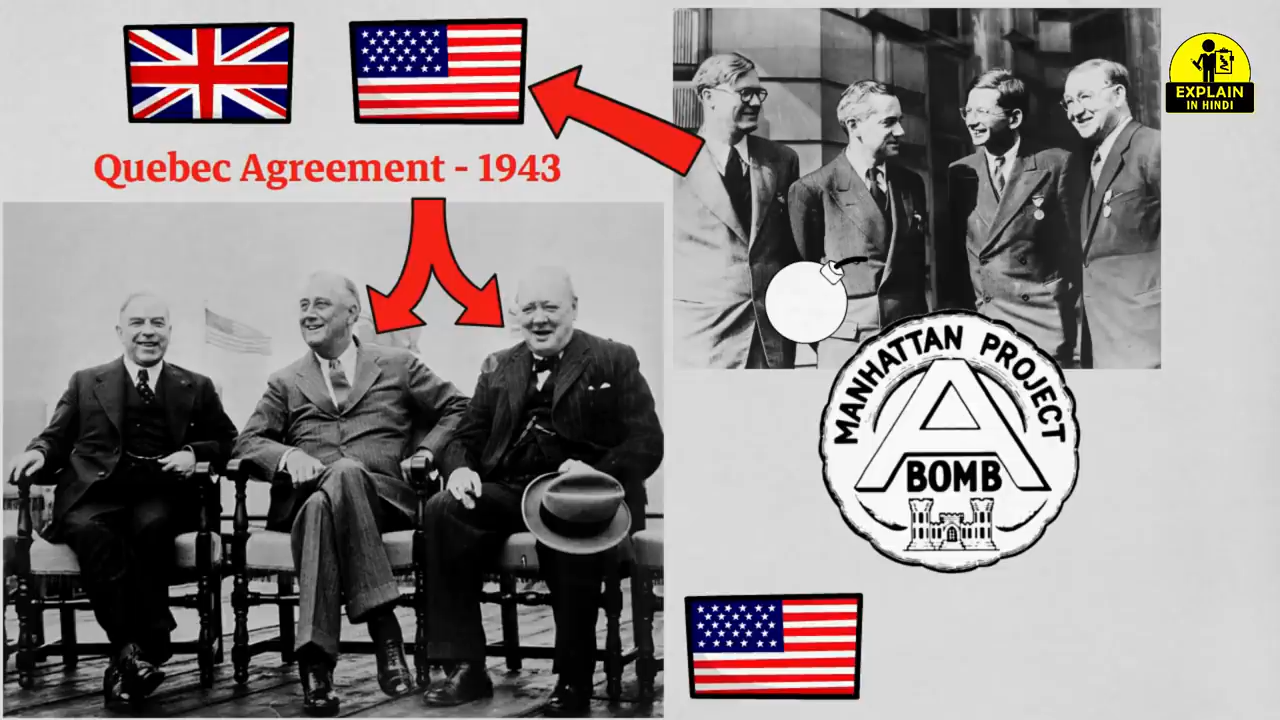 Quebec Agreement - 1943
EXPLAIN
IN HINDI
MANHATTAN PROJECT
A
BOMB